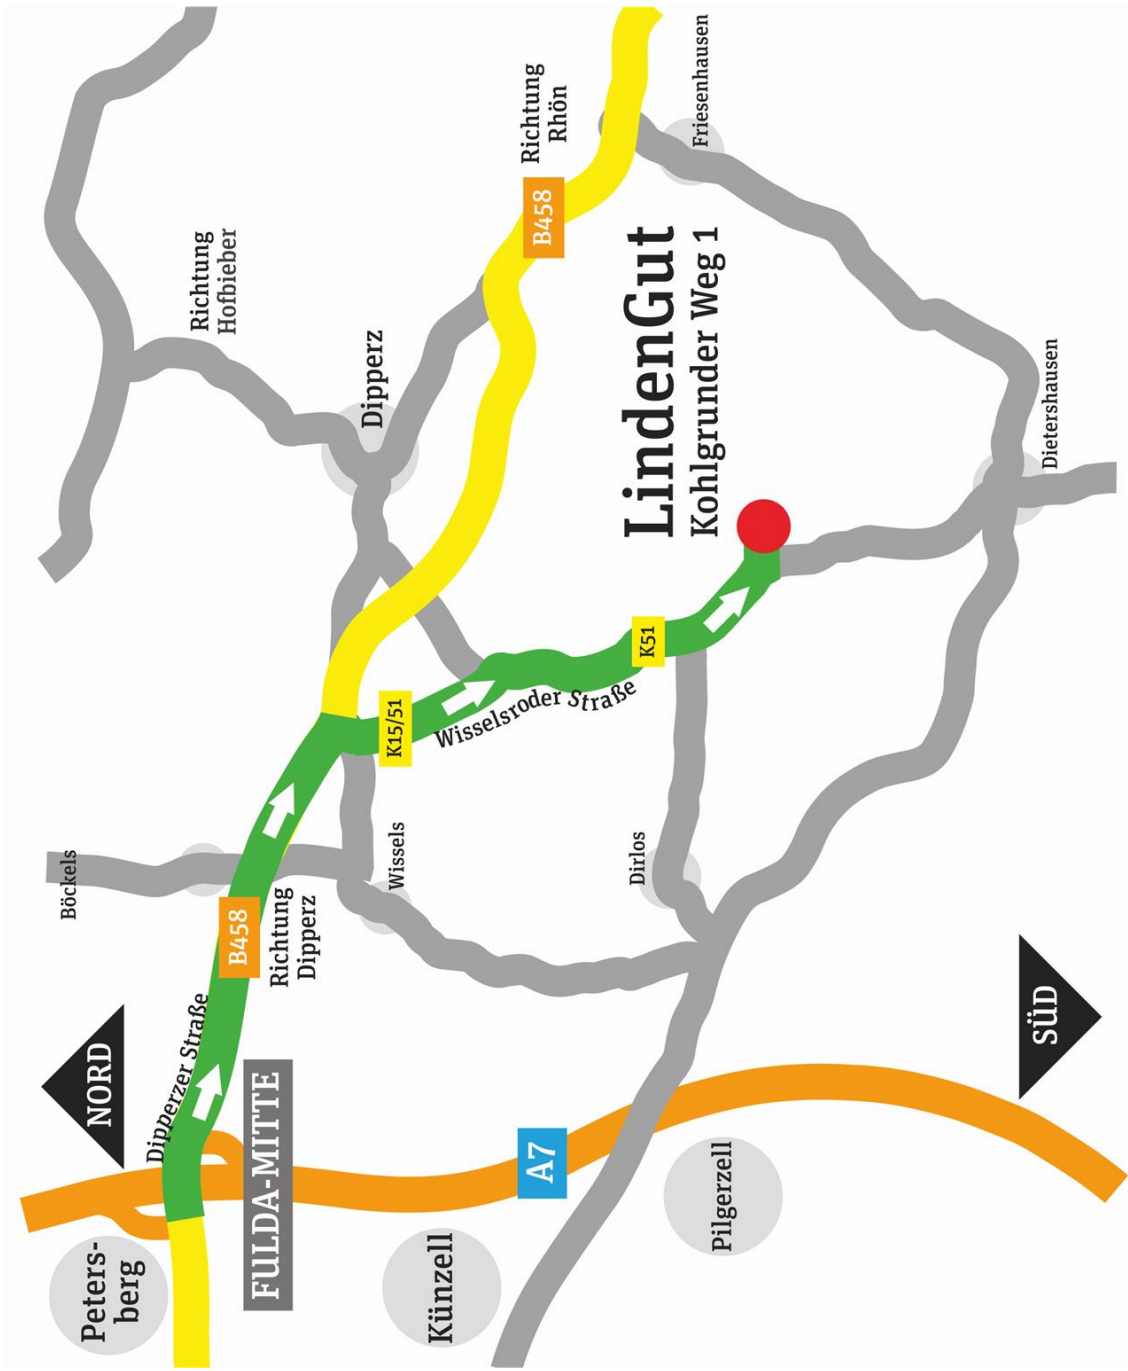 Peters-
berg
NORD
Dipperzer Straße
FULDA-MITTE
Künzell
A7
Pilgerzell
SÜD
Böckels
B458
Richtung
Dipperz
Wissels
Dirlos
K15/51
Wisselsroder Straße
K51
Richtung
Hofbieber
Dipperz
B458
Richtung
Rhön
LindenGut
Kohlgrunder Weg 1
Friesenhausen
Dietershausen